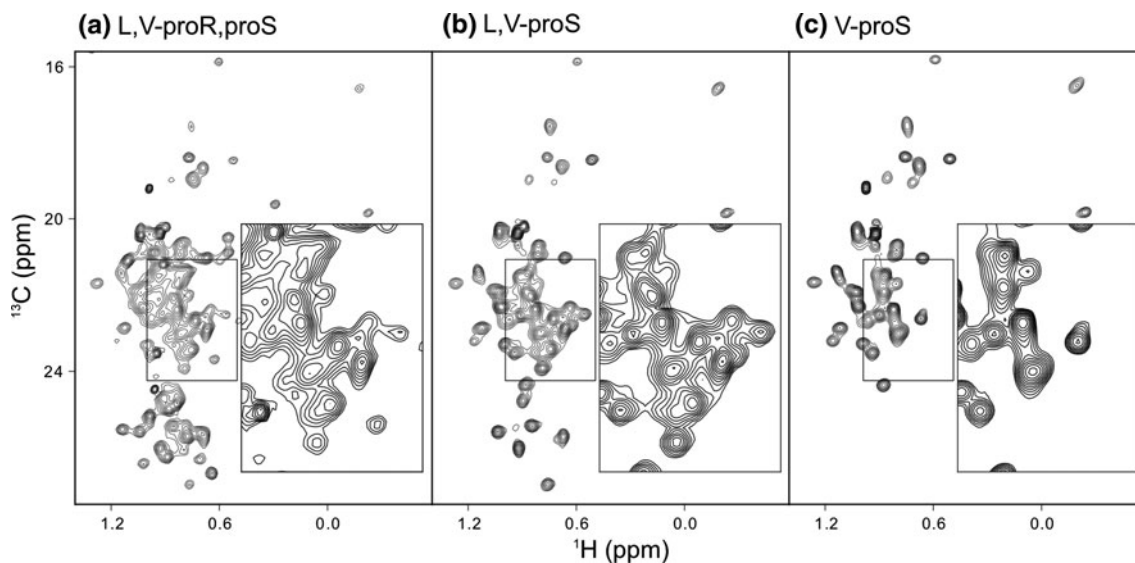 (a) L,V-proR,proS
(b) L,V-proS
(c) V-proS
16
20
24
¹³C (ppm)
1.2 0.6 0.0
1.2 0.6 0.0
1.2 0.6 0.0
¹H (ppm)